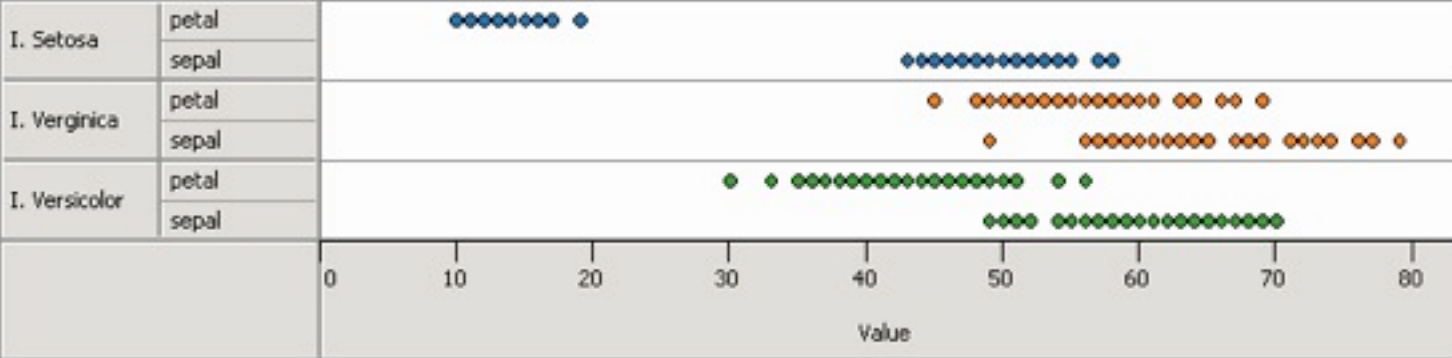 I. Setosa
petal
sepal
I. Verginica
petal
sepal
I. Versicolor
petal
sepal
0 10 20 30 40 50 60 70 80
Value